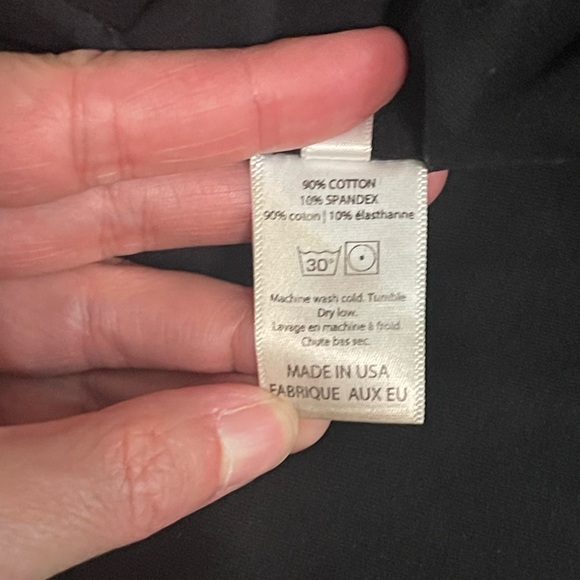 90% COTTON
10% SPANDEX
90% coton | 10% élasthanne
30°
Machine wash cold. Tumble
Dry low.
Lavage en machine à froid.
Chute bas sec.
MADE IN USA
FABRIQUE AUX EU